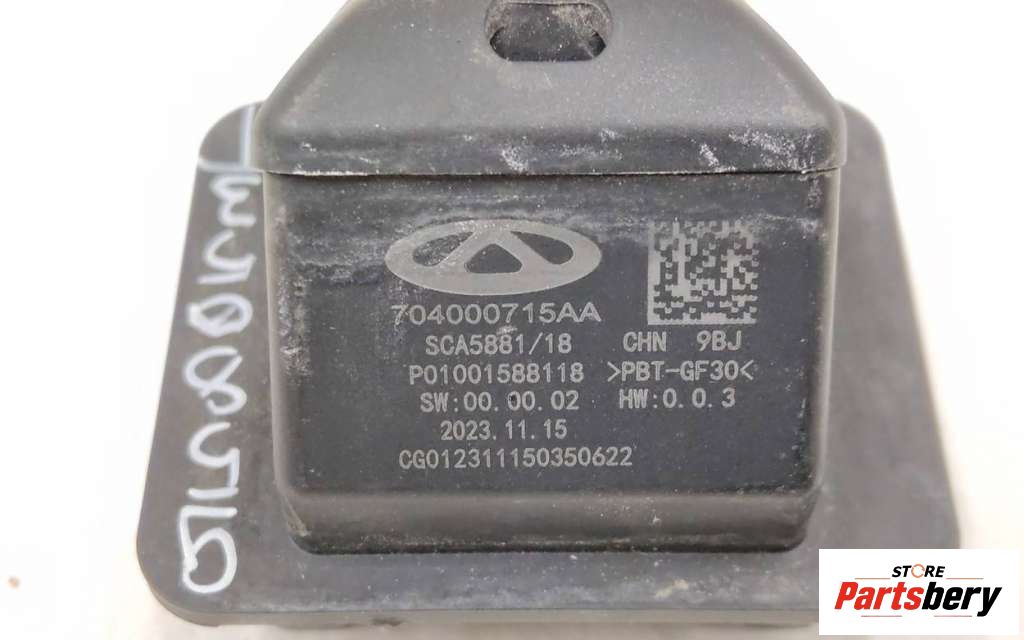 704000715AA
SCA5881/18 CHN 9BJ
P01001588118 >PBT-GF30<
SW:00.00.02 HW:0.0.3
2023.11.15
CG012311150350622
STORE
Partsbery